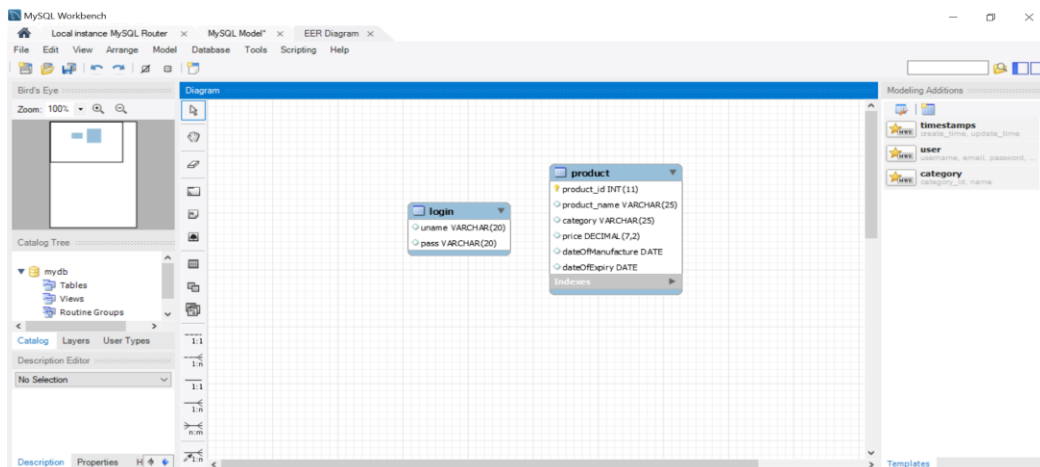 MySQL Workbench
Local instance MySQL Router × MySQL Model* × EER Diagram ×
File Edit View Arrange Model Database Tools Scripting Help
Bird's Eye
Zoom: 100%
Catalog Tree
mydb
Tables
Views
Routine Groups
Catalog Layers User Types
Description Editor
No Selection
Description Properties H
Diagram
1:1
1:n
1:1
1:n
n:m
1:n
login
uname VARCHAR(20)
pass VARCHAR(20)
product
product_id INT(11)
product_name VARCHAR(25)
category VARCHAR(25)
price DECIMAL(7,2)
dateOfManufacture DATE
dateOfExpiry DATE
Indexes
Modeling Additions
timestamps
create_time, update_time
user
username, email, password, ...
category
category_id, name
Templates